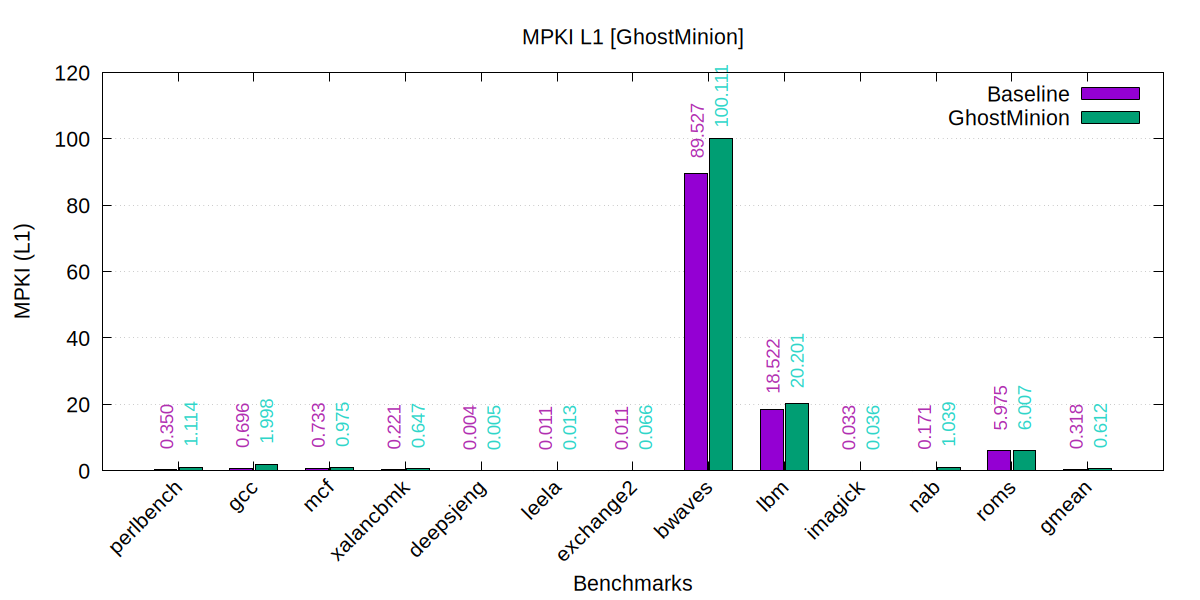 MPKI L1 [GhostMinion]
Baseline
GhostMinion
MPKI (L1)
120
100
80
60
40
20
0
0.350
1.114
0.696
1.998
0.733
0.975
0.221
0.647
0.004
0.005
0.011
0.013
0.011
0.066
89.527
100.111
18.522
20.201
0.033
0.036
0.171
1.039
5.975
6.007
0.318
0.612
perlbench
gcc
mcf
xalancbmk
deepsjeng
leela
exchange2
bwaves
lbm
imagick
nab
roms
gmean
Benchmarks